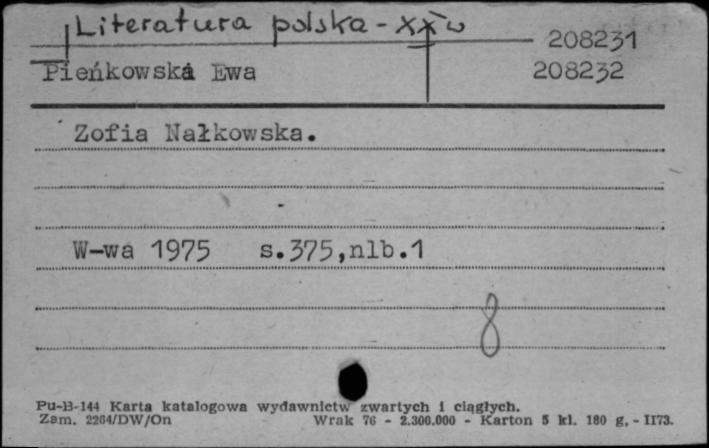 Literatura polska - XX w
208231
Pieńkowska Ewa
208232
Zofia Nałkowska.
W-wa 1975 s.375,nlb.1
8
Pu-B-144 Karta katalogowa wydawnictw zwartych i ciągłych.
Zam. 2264/DW/On Wrak 76 - 2.300.000 - Karton 5 kl. 180 g, - II73.